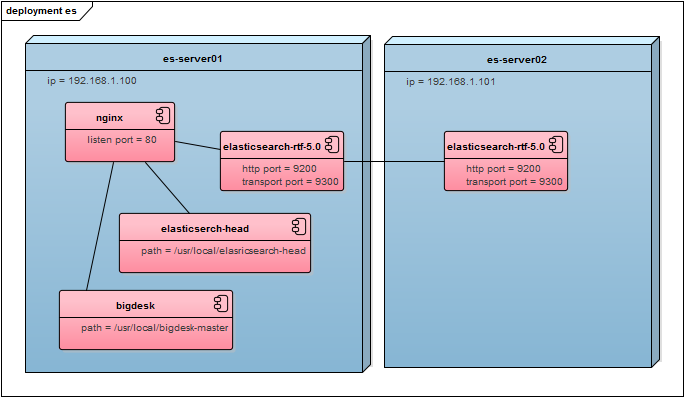 deployment es
es-server01
ip = 192.168.1.100
nginx
listen port = 80
elasticsearch-rtf-5.0
http port = 9200
transport port = 9300
elasticserch-head
path = /usr/local/elasricsearch-head
bigdesk
path = /usr/local/bigdesk-master
es-server02
ip = 192.168.1.101
elasticsearch-rtf-5.0
http port = 9200
transport port = 9300